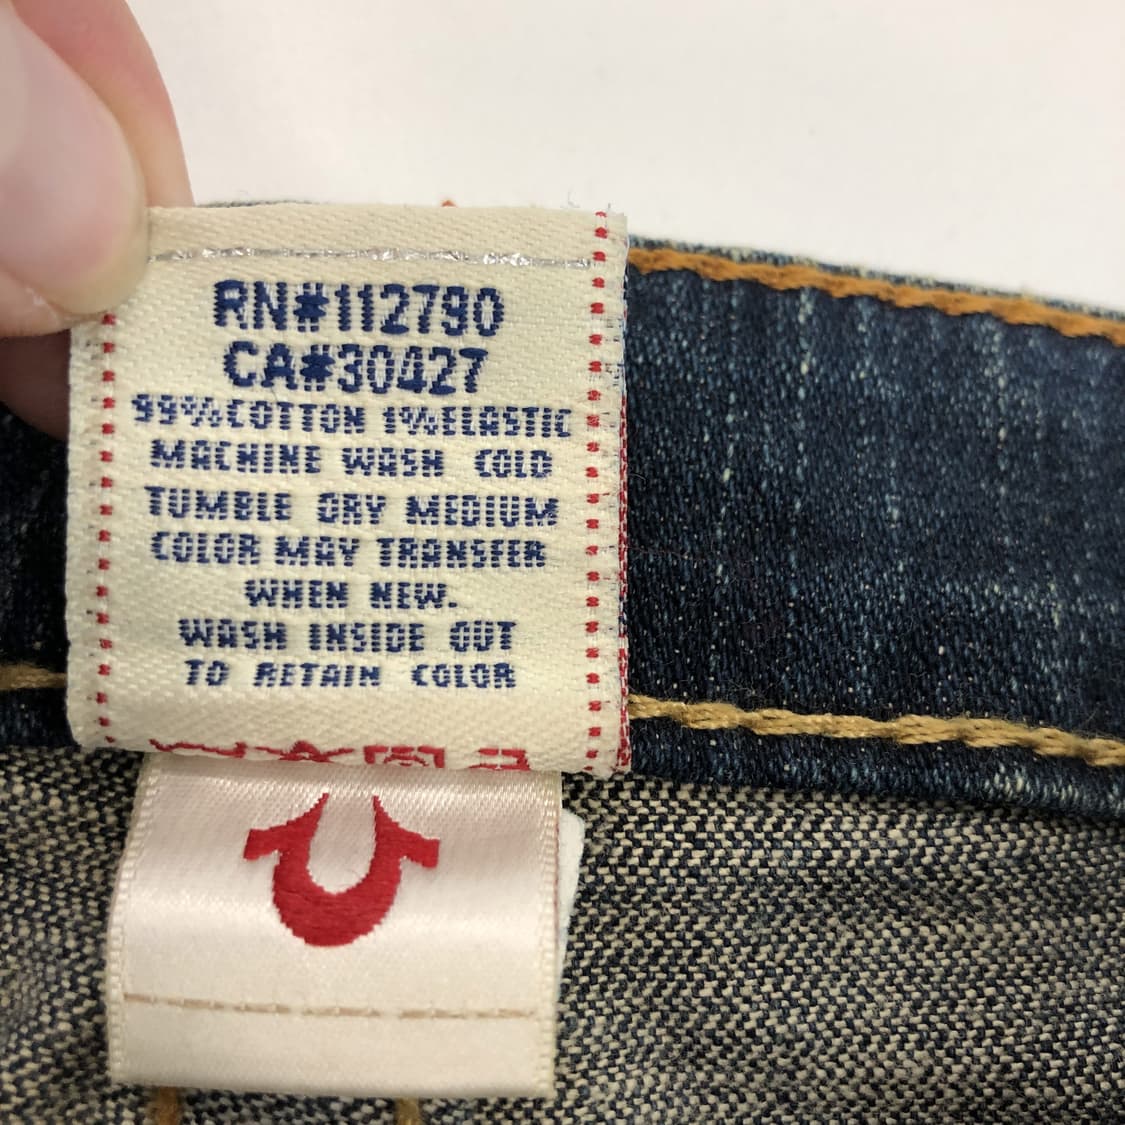 RN#112790
CA#30427
99%COTTON 1%ELASTIC
MACHINE WASH COLD
TUMBLE DRY MEDIUM
COLOR MAY TRANSFER
WHEN NEW.
WASH INSIDE OUT
TO RETAIN COLOR